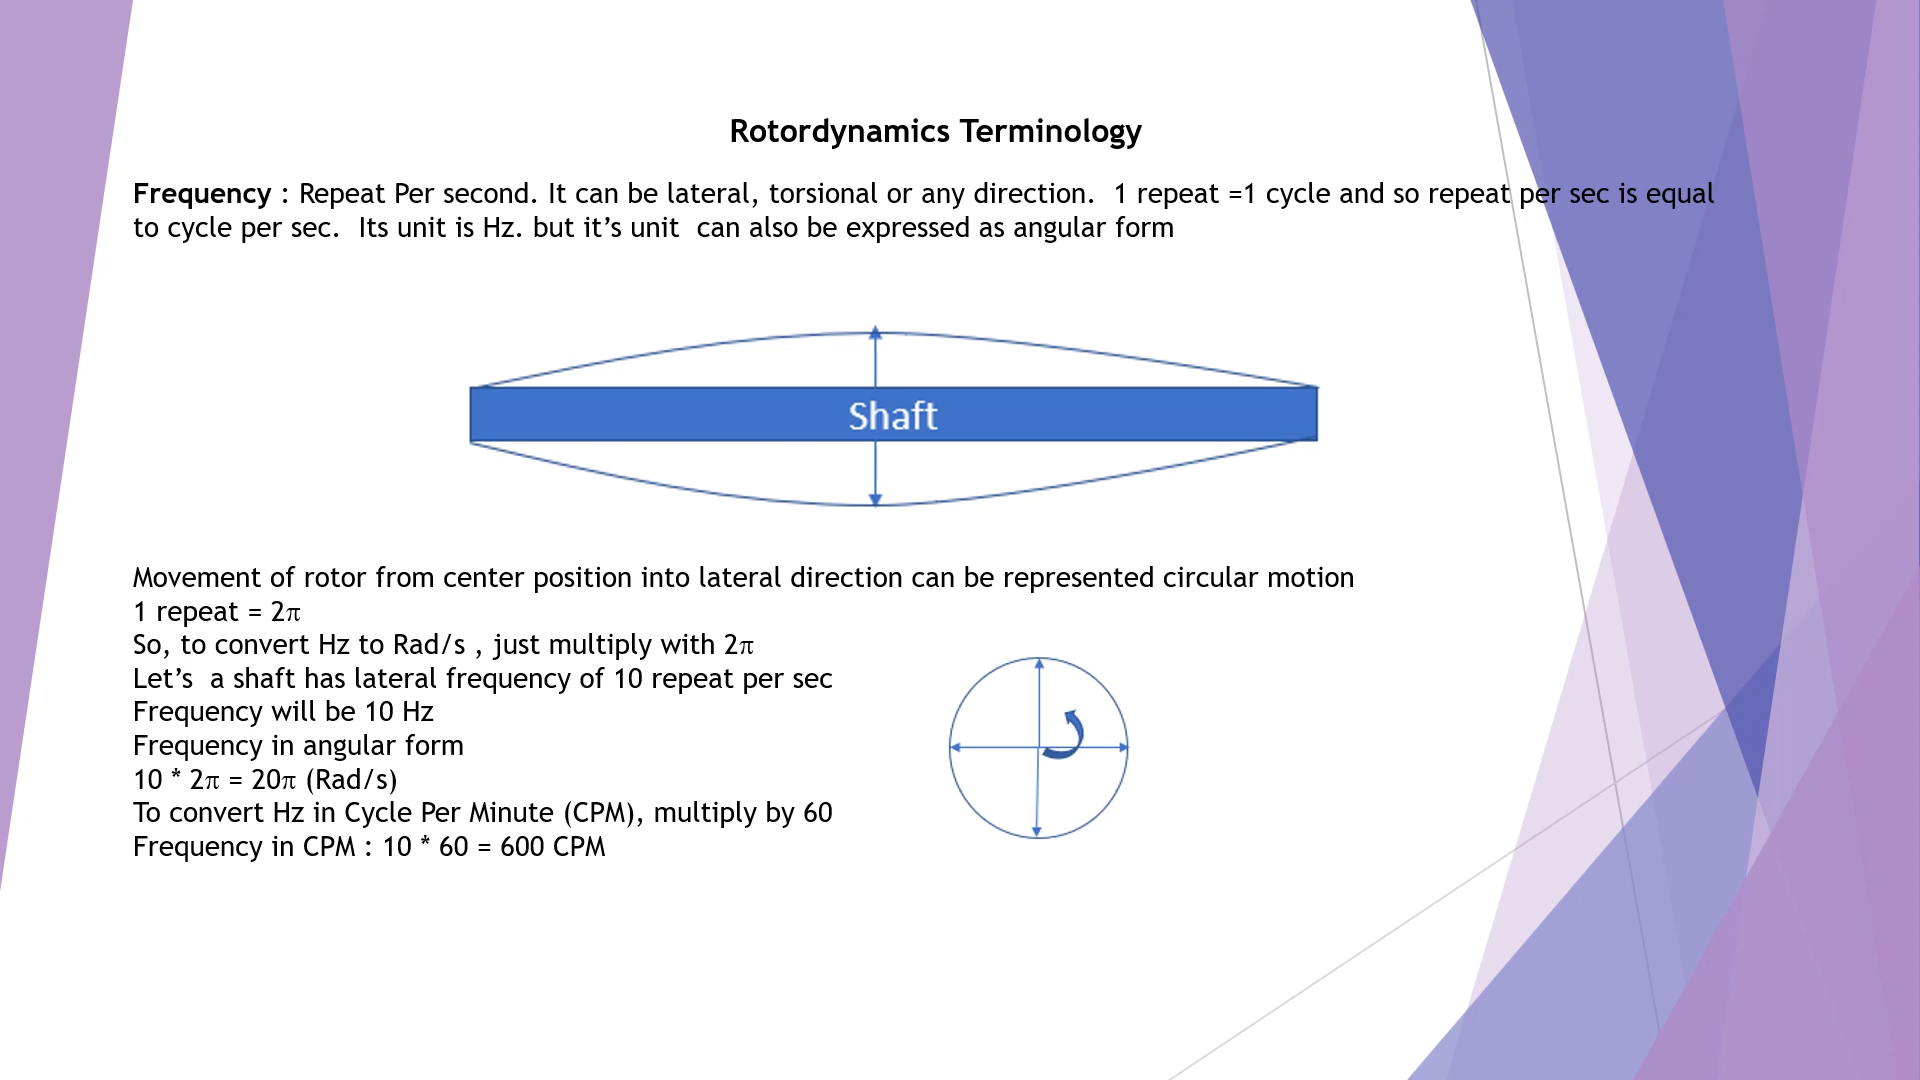 Rotordynamics Terminology
Frequency : Repeat Per second. It can be lateral, torsional or any direction.  1 repeat =1 cycle and so repeat per sec is equal
to cycle per sec.  Its unit is Hz. but it’s unit  can also be expressed as angular form
Shaft
Movement of rotor from center position into lateral direction can be represented circular motion
1 repeat = 2π
So, to convert Hz to Rad/s , just multiply with 2π
Let’s  a shaft has lateral frequency of 10 repeat per sec
Frequency will be 10 Hz
Frequency in angular form
10 * 2π = 20π (Rad/s)
To convert Hz in Cycle Per Minute (CPM), multiply by 60
Frequency in CPM : 10 * 60 = 600 CPM